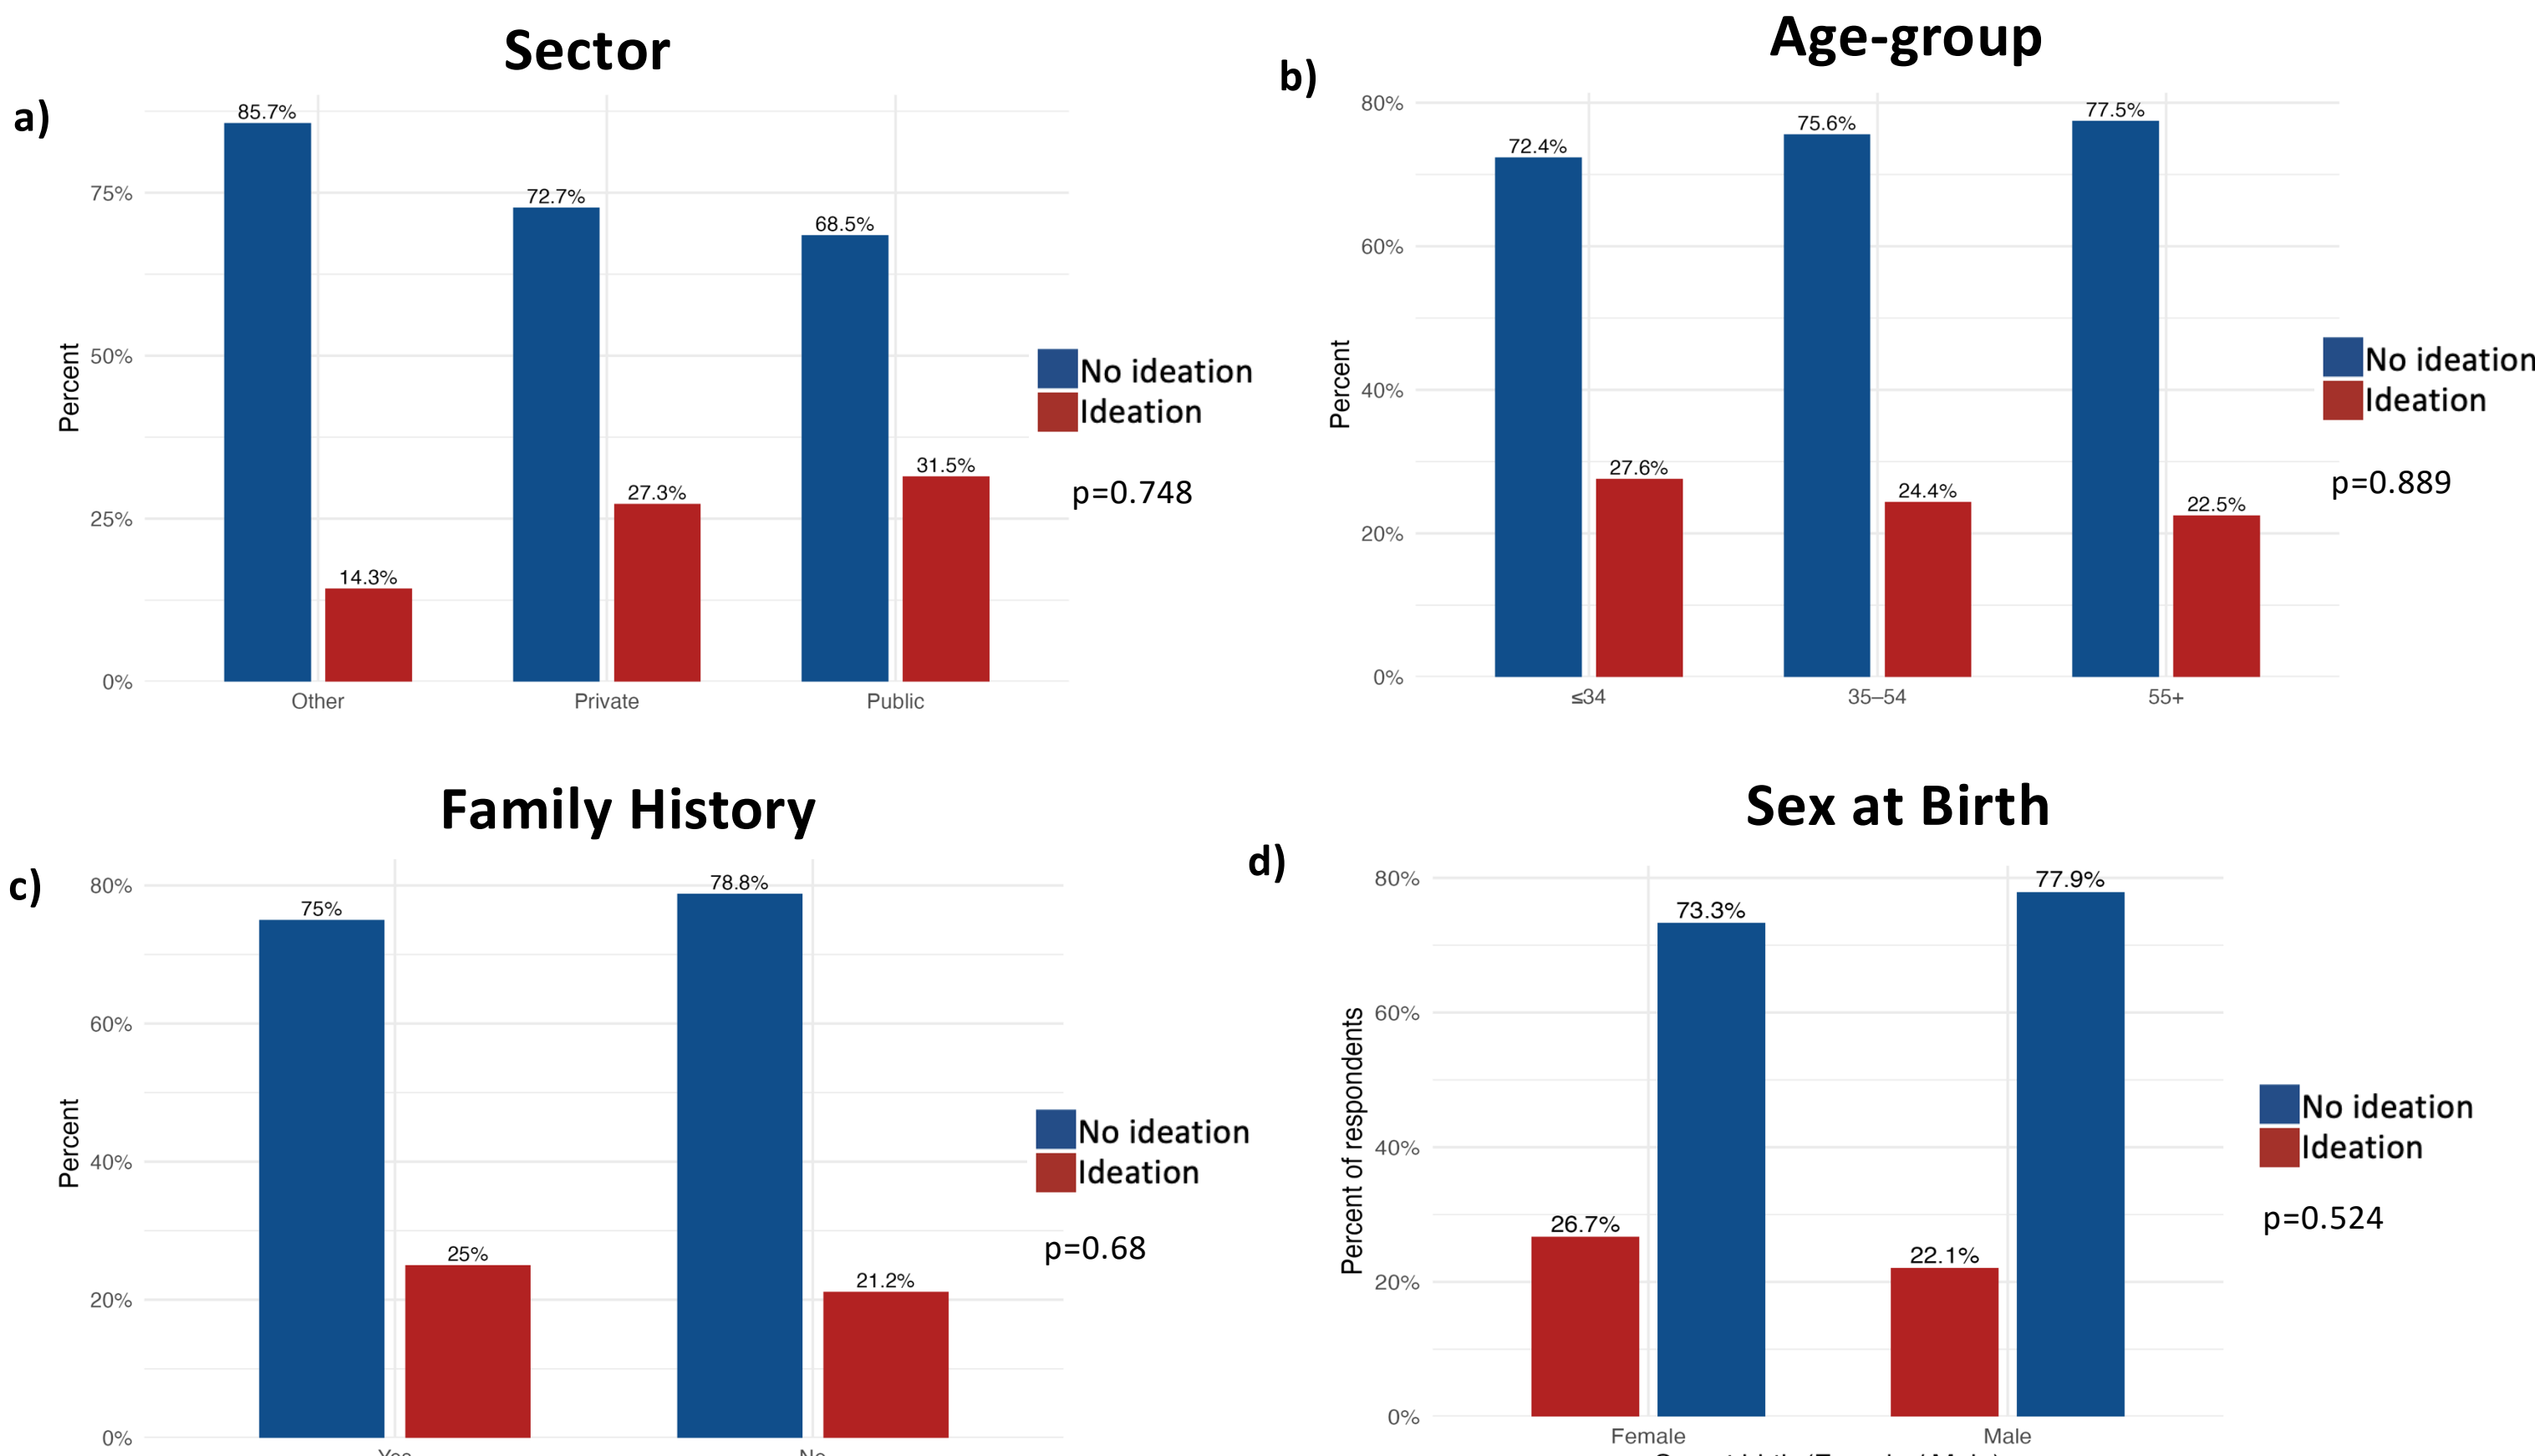 Sector
a)
85.7%
72.7%
68.5%
14.3%
27.3%
31.5%
75%
50%
25%
0%
Percent
Other
Private
Public
No ideation
Ideation
p=0.748
Age-group
b)
72.4%
75.6%
77.5%
27.6%
24.4%
22.5%
80%
60%
40%
20%
0%
Percent
≤34
35–54
55+
No ideation
Ideation
p=0.889
Family History
c)
75%
78.8%
25%
21.2%
80%
60%
40%
20%
0%
Percent
Yes
No
No ideation
Ideation
p=0.68
Sex at Birth
d)
73.3%
77.9%
26.7%
22.1%
80%
60%
40%
20%
0%
Percent of respondents
Female
Male
No ideation
Ideation
p=0.524